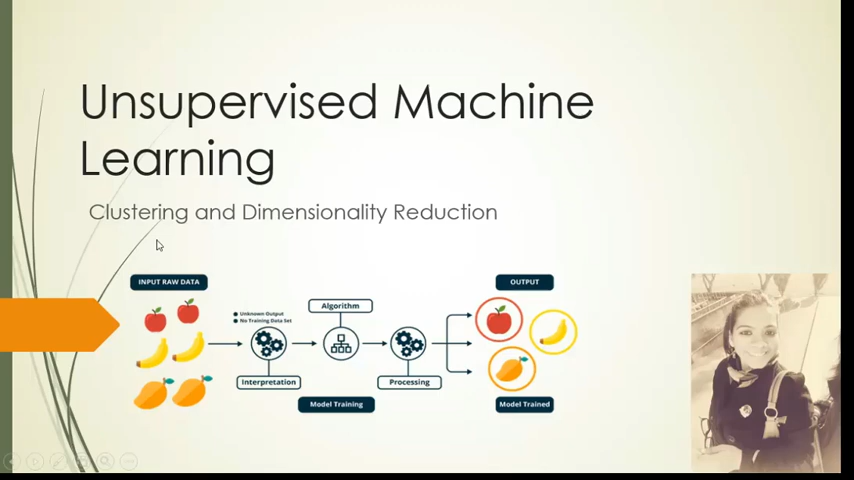 Unsupervised Machine
Learning
Clustering and Dimensionality Reduction
INPUT RAW DATA
Unknown Output
No Training Data Set
Algorithm
OUTPUT
Interpretation
Processing
Model Training
Model Trained